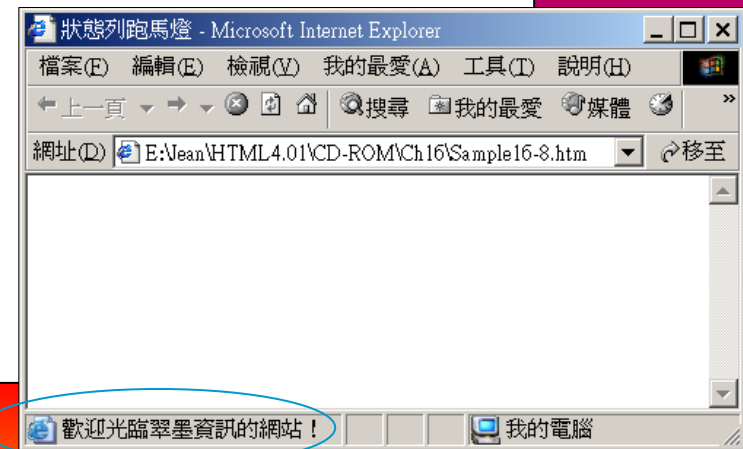 狀態列跑馬燈 - Microsoft Internet Explorer
檔案(F) 編輯(E) 檢視(V) 我的最愛(A) 工具(T) 說明(H)
上一頁 搜尋 我的最愛 媒體 »
網址(D) E:\Jean\HTML4.01\CD-ROM\Ch16\Sample16-8.htm 移至
歡迎光臨翠墨資訊的網站！ 我的電腦